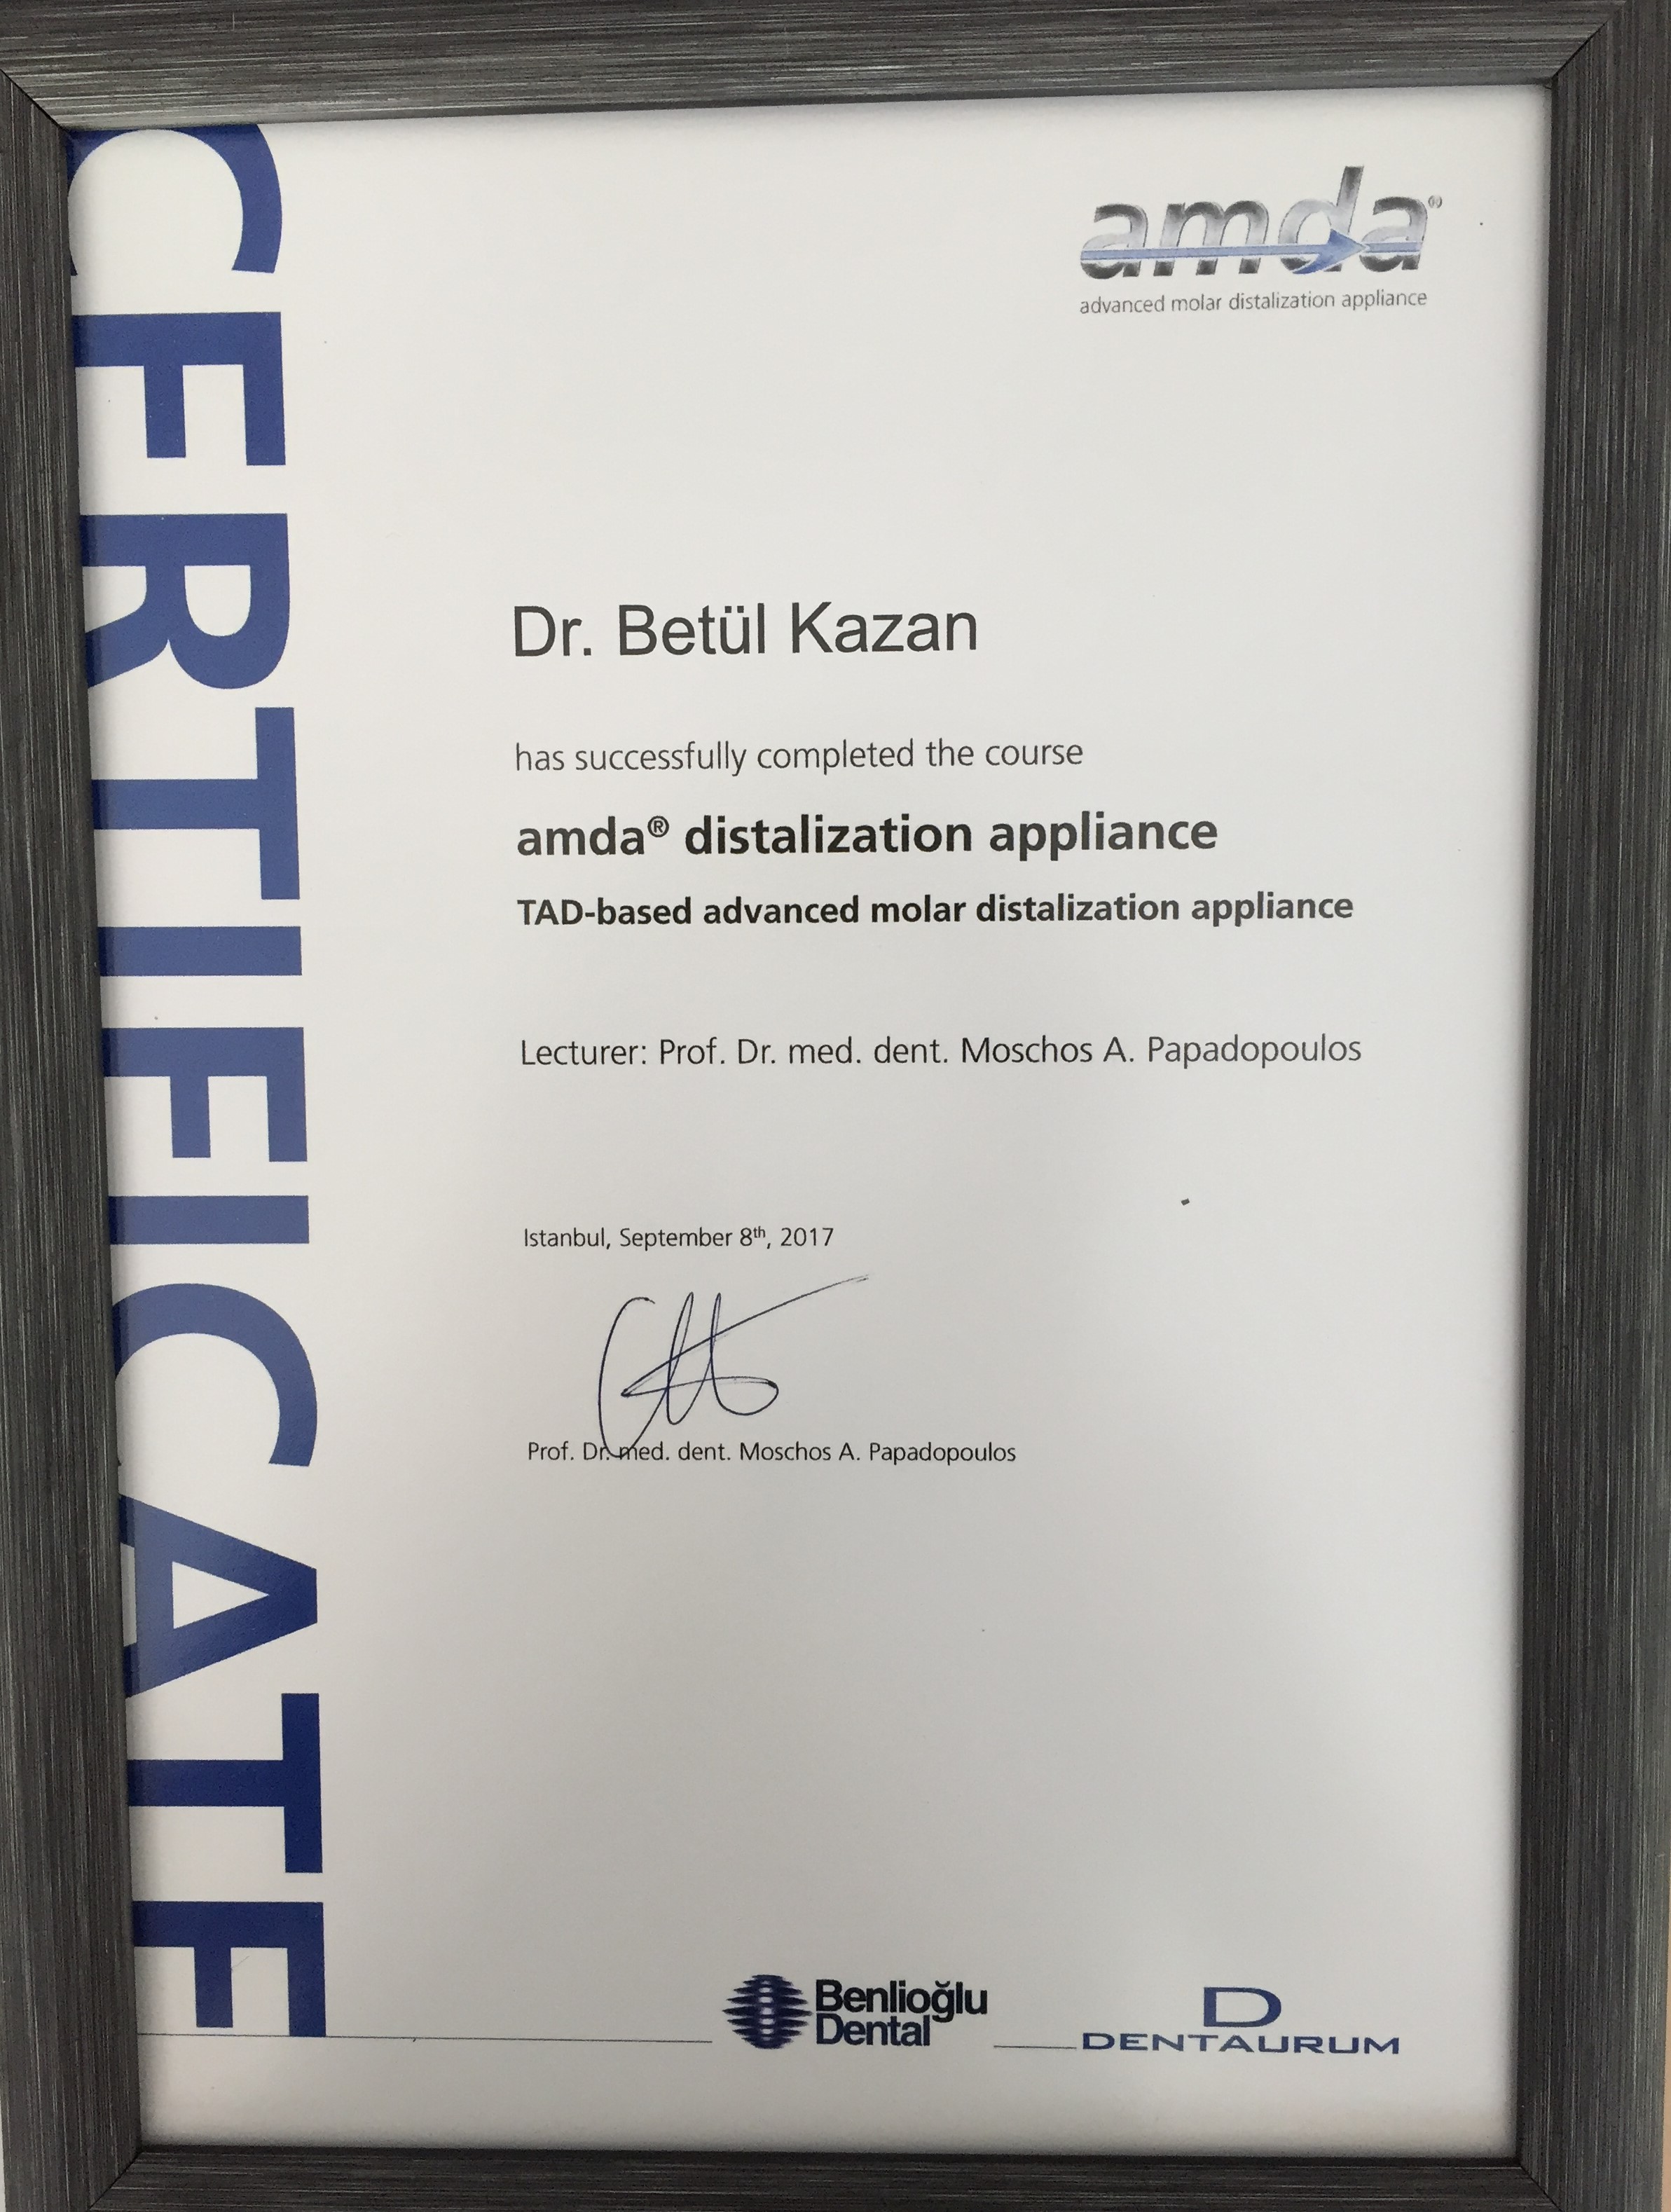 CERTIFICATE
amda®
advanced molar distalization appliance
Dr. Betül Kazan
has successfully completed the course
amda® distalization appliance
TAD-based advanced molar distalization appliance
Lecturer: Prof. Dr. med. dent. Moschos A. Papadopoulos
Istanbul, September 8th, 2017
Prof. Dr. med. dent. Moschos A. Papadopoulos
Benlioğlu
Dental
D
DENTAURUM